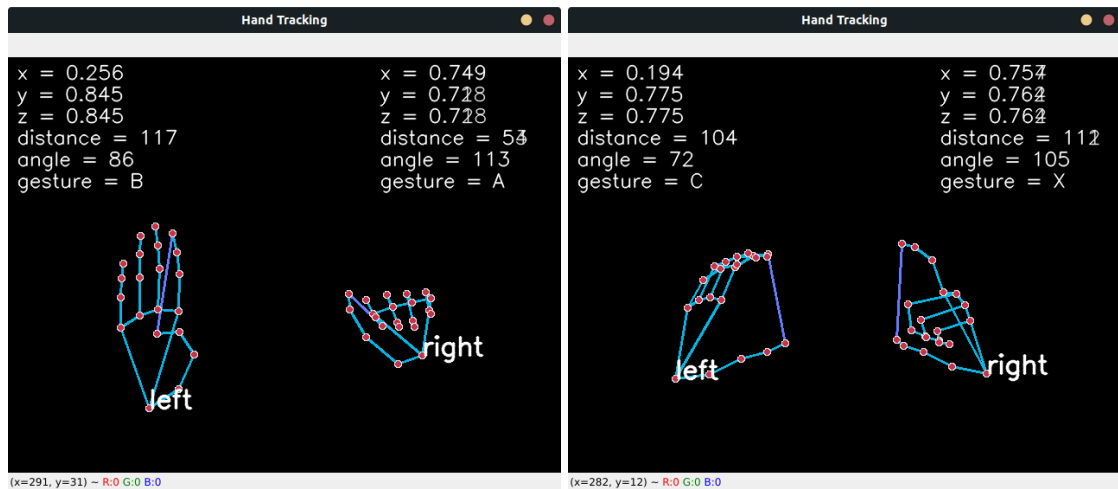 Hand Tracking
x = 0.256
y = 0.845
z = 0.845
distance = 117
angle = 86
gesture = B
x = 0.749
y =
z =
distance =
angle = 113
gesture = A
left
right
(x=291, y=31) ~ R:0 G:0 B:0
Hand Tracking
x = 0.194
y = 0.775
z = 0.775
distance = 104
angle = 72
gesture = C
x =
y =
z =
distance =
angle = 105
gesture = X
left
right
(x=282, y=12) ~ R:0 G:0 B:0